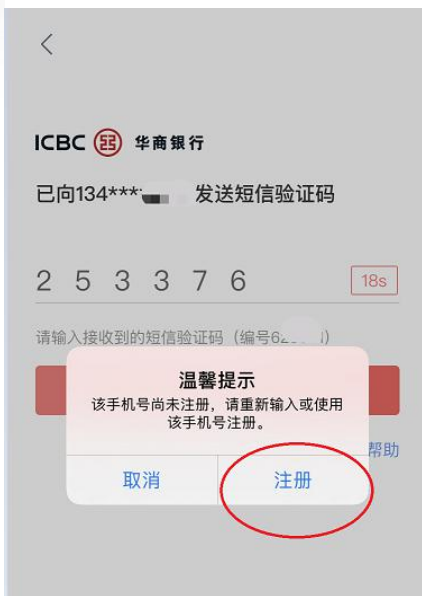 ICBC 华商银行
已向134*** 发送短信验证码
2 5 3 3 7 6
18s
请输入接收到的短信验证码（编号6
温馨提示
该手机号尚未注册，请重新输入或使用
该手机号注册。
帮助
取消
注册